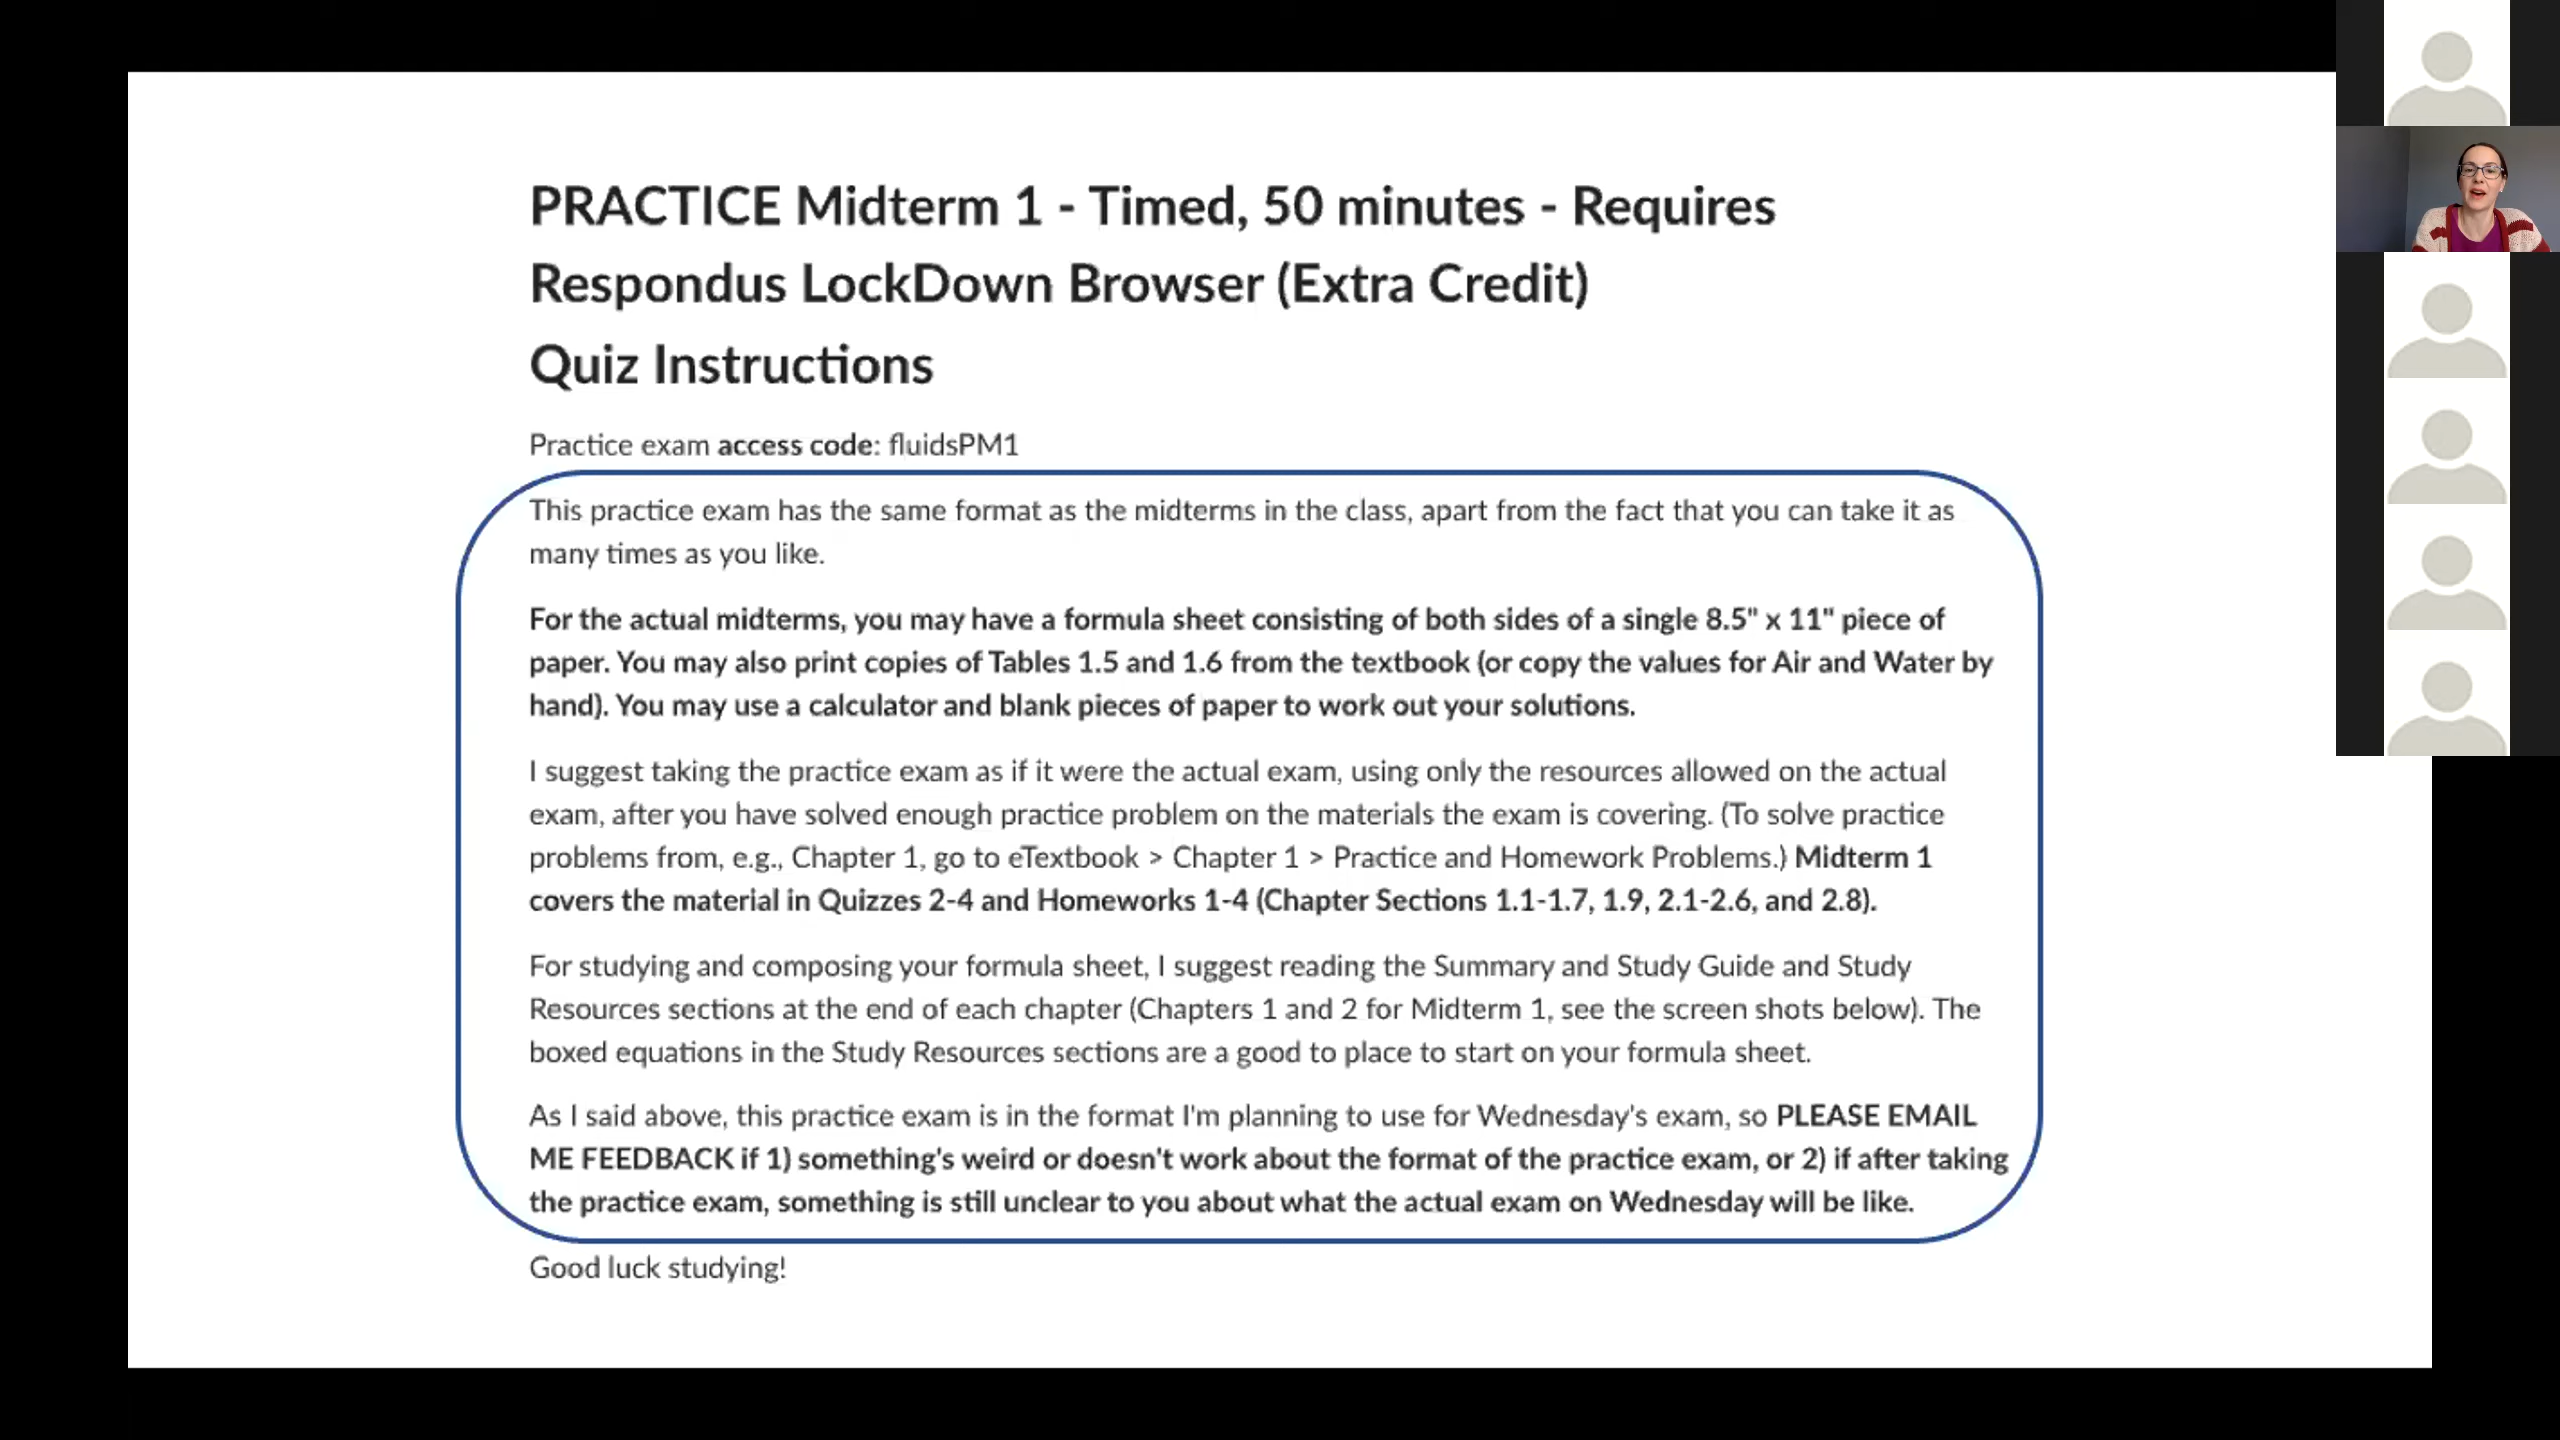 PRACTICE Midterm 1 - Timed, 50 minutes - Requires
Respondus LockDown Browser (Extra Credit)
Quiz Instructions
Practice exam access code: fluidsPM1
This practice exam has the same format as the midterms in the class, apart from the fact that you can take it as
many times as you like.
For the actual midterms, you may have a formula sheet consisting of both sides of a single 8.5" x 11" piece of
paper. You may also print copies of Tables 1.5 and 1.6 from the textbook (or copy the values for Air and Water by
hand). You may use a calculator and blank pieces of paper to work out your solutions.
I suggest taking the practice exam as if it were the actual exam, using only the resources allowed on the actual
exam, after you have solved enough practice problem on the materials the exam is covering. (To solve practice
problems from, e.g., Chapter 1, go to eTextbook > Chapter 1 > Practice and Homework Problems.) Midterm 1
covers the material in Quizzes 2-4 and Homeworks 1-4 (Chapter Sections 1.1-1.7, 1.9, 2.1-2.6, and 2.8).
For studying and composing your formula sheet, I suggest reading the Summary and Study Guide and Study
Resources sections at the end of each chapter (Chapters 1 and 2 for Midterm 1, see the screen shots below). The
boxed equations in the Study Resources sections are a good to place to start on your formula sheet.
As I said above, this practice exam is in the format I'm planning to use for Wednesday's exam, so PLEASE EMAIL
ME FEEDBACK if 1) something's weird or doesn't work about the format of the practice exam, or 2) if after taking
the practice exam, something is still unclear to you about what the actual exam on Wednesday will be like.
Good luck studying!